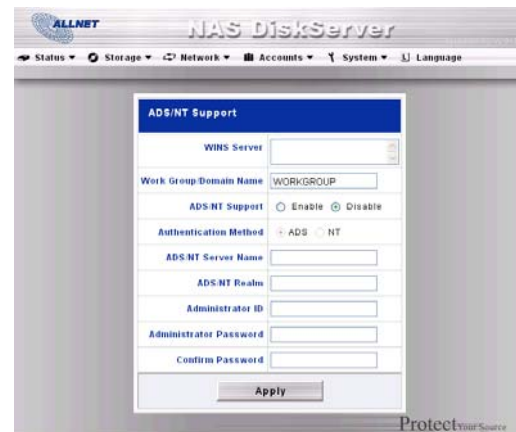 ALLNET
NAS DiskServer
Status Storage Network Accounts System Language
ADS/NT Support
WINS Server
Work Group/Domain Name WORKGROUP
ADS/NT Support Enable Disable
Authentication Method ADS NT
ADS/NT Server Name
ADS/NT Realm
Administrator ID
Administrator Password
Confirm Password
Apply
Protect Your Source